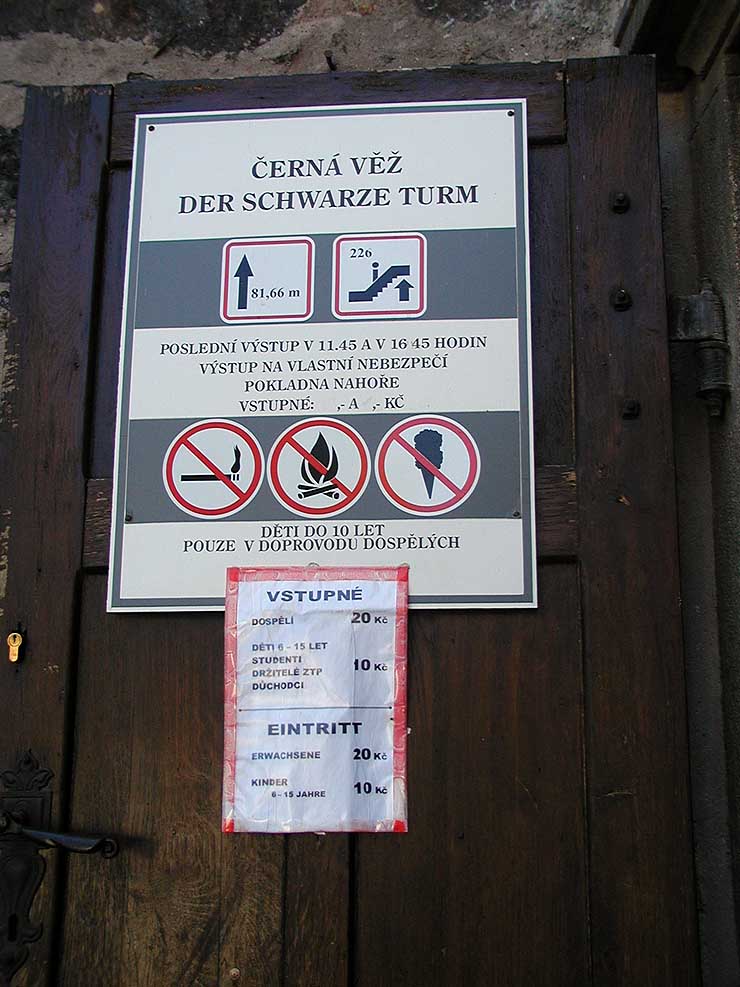 ČERNÁ VĚŽ
DER SCHWARZE TURM
81,66 m
226
POSLEDNÍ VÝSTUP V 11.45 A V 16 45 HODIN
VÝSTUP NA VLASTNÍ NEBEZPEČÍ
POKLADNA NAHOŘE
VSTUPNÉ: ,- A ,- KČ
DĚTI DO 10 LET
POUZE V DOPROVODU DOSPĚLÝCH
VSTUPNÉ
DOSPĚLÍ 20 Kč
DĚTI 6 - 15 LET
STUDENTI
DRŽITELÉ ZTP 10 Kč
DŮCHODCI
EINTRITT
ERWACHSENE 20 Kč
KINDER 10 Kč
6 - 15 JAHRE